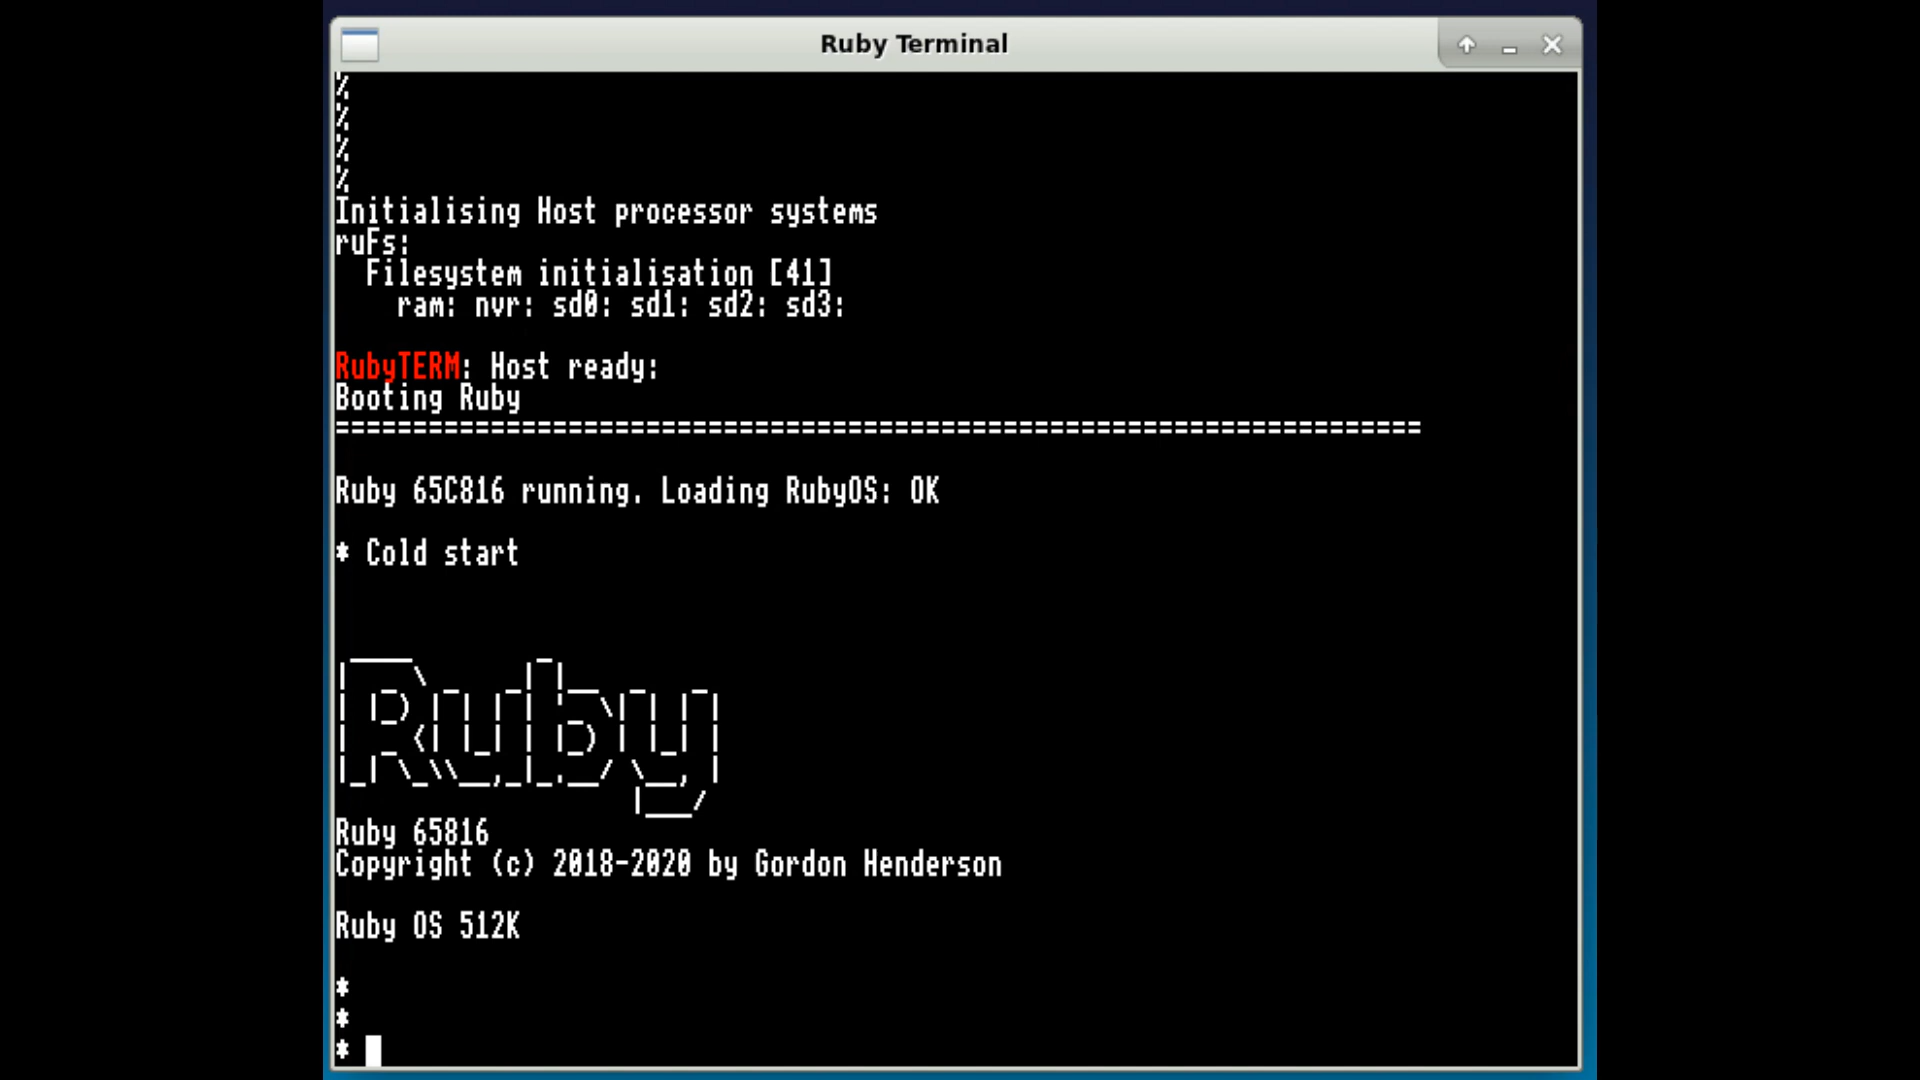 Ruby Terminal
%
%
%
%
Initialising Host processor systems
ruFs:
  Filesystem initialisation [41]
    ram: nvr: sd0: sd1: sd2: sd3:
RubyTERM: Host ready:
Booting Ruby
======================================================================
Ruby 65C816 running. Loading RubyOS: OK
* Cold start
Ruby
Ruby 65816
Copyright (c) 2018-2020 by Gordon Henderson
Ruby OS 512K
*
*
*